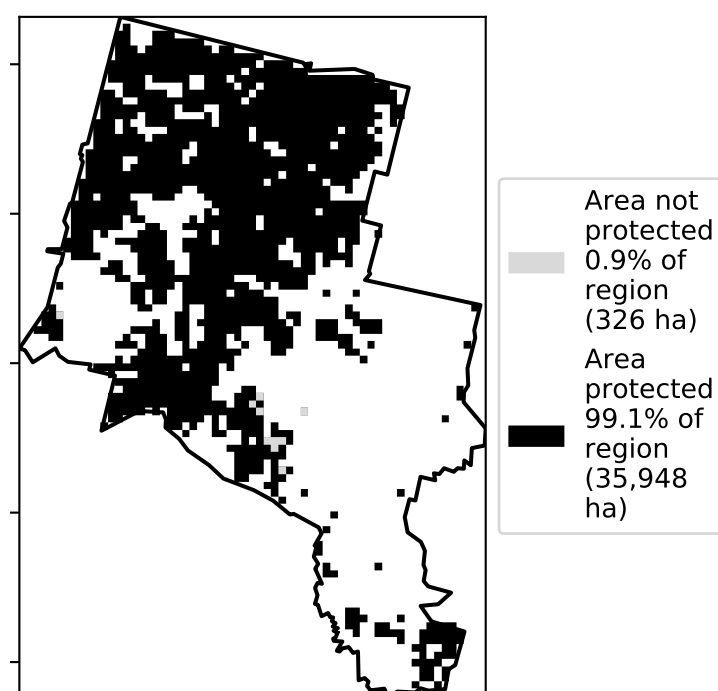 Area not
protected
0.9% of
region
(326 ha)
Area
protected
99.1% of
region
(35,948
ha)